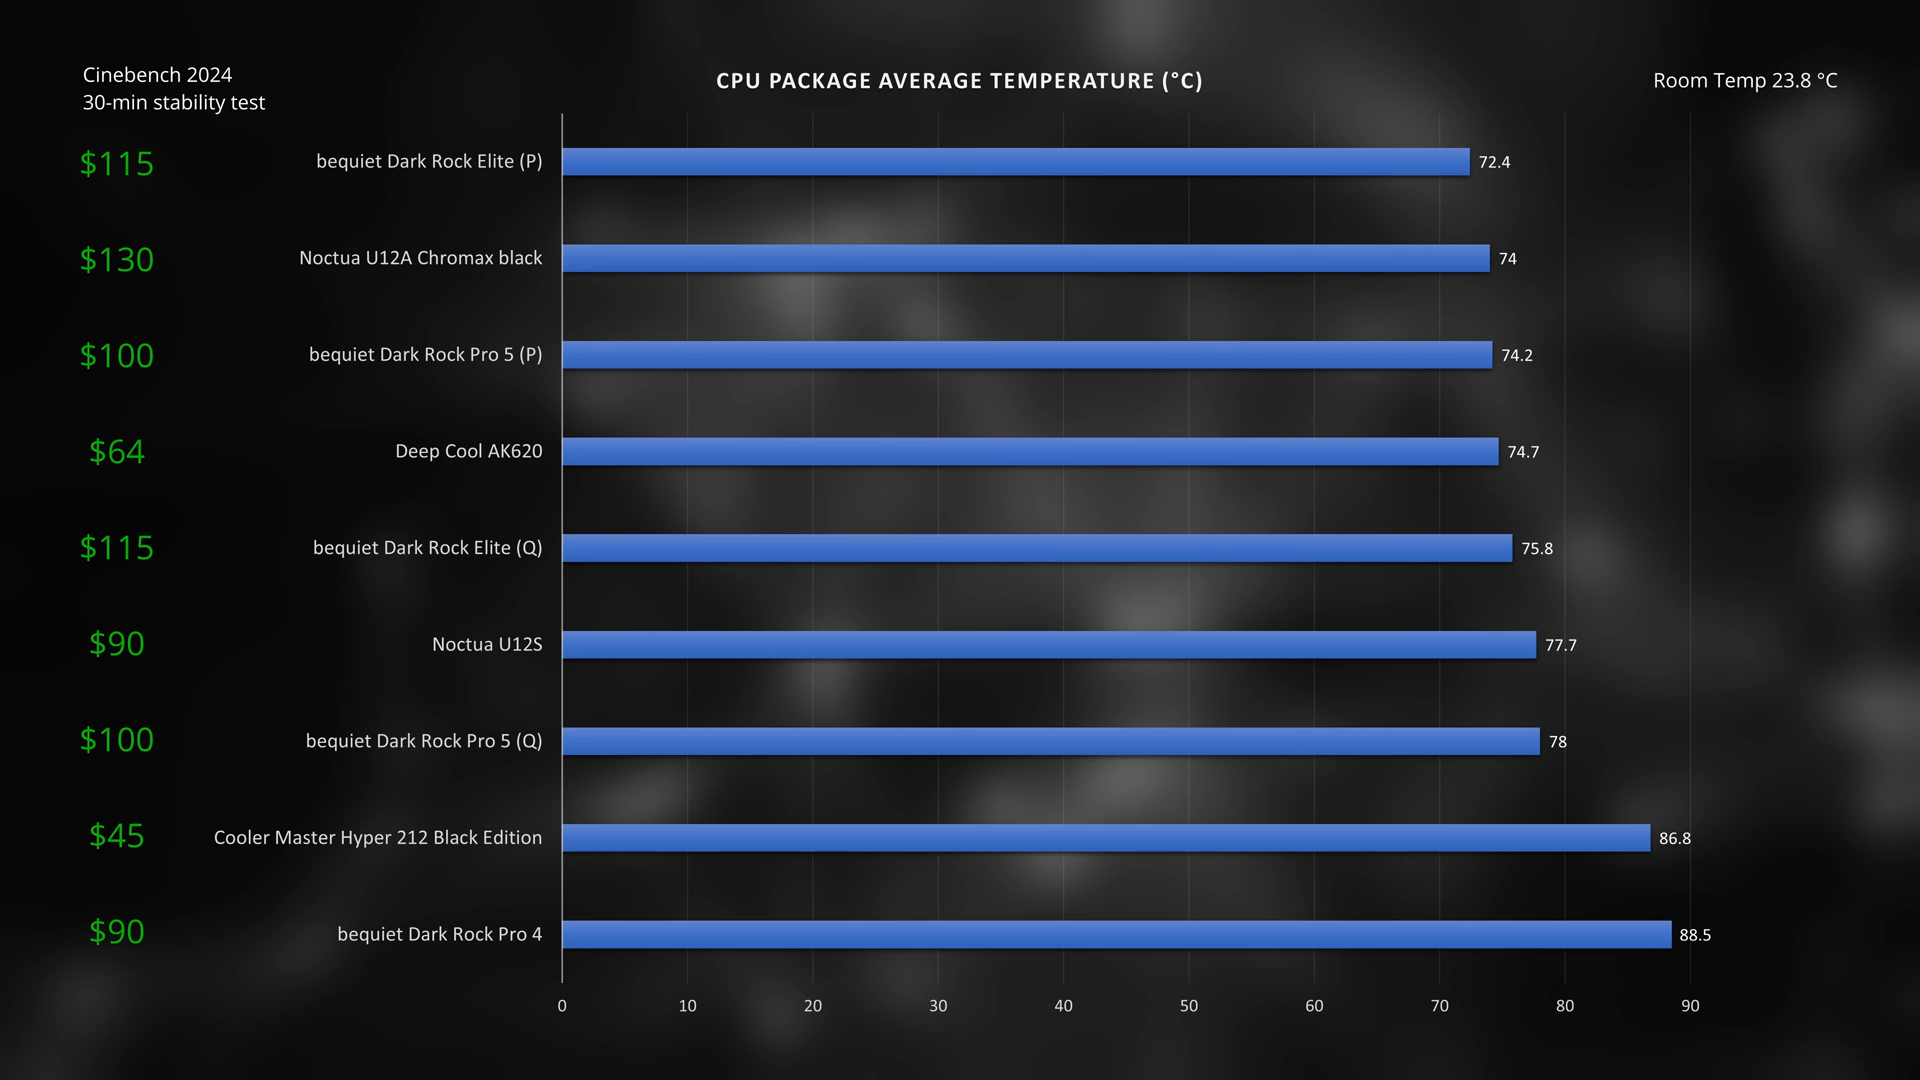 Cinebench 2024
30-min stability test
CPU PACKAGE AVERAGE TEMPERATURE (°C)
Room Temp 23.8 °C
$115 bequiet Dark Rock Elite (P) 72.4
$130 Noctua U12A Chromax black 74
$100 bequiet Dark Rock Pro 5 (P) 74.2
$64 Deep Cool AK620 74.7
$115 bequiet Dark Rock Elite (Q) 75.8
$90 Noctua U12S 77.7
$100 bequiet Dark Rock Pro 5 (Q) 78
$45 Cooler Master Hyper 212 Black Edition 86.8
$90 bequiet Dark Rock Pro 4 88.5
0 10 20 30 40 50 60 70 80 90